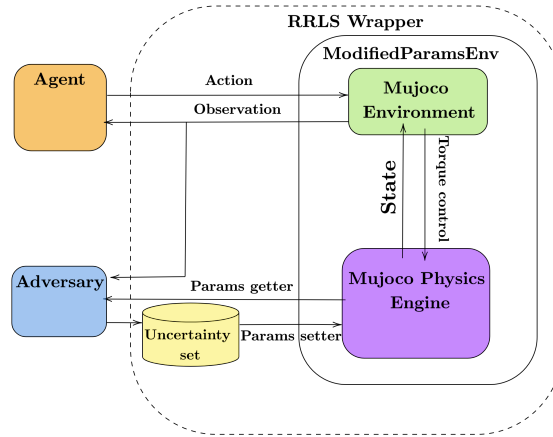 RRLS Wrapper
ModifiedParamsEnv
Agent
Action
Mujoco
Environment
Observation
State
Torque control
Adversary
Params getter
Mujoco Physics
Engine
Uncertainty
set
Params setter